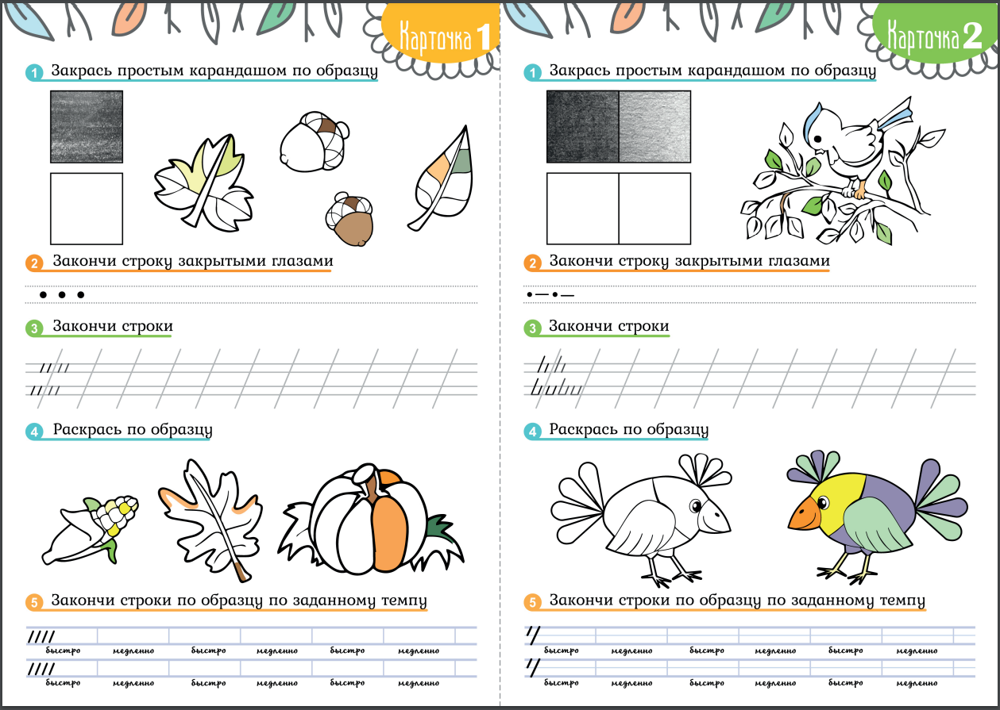 Карточка 1
1 Закрась простым карандашом по образцу
2 Закончи строку закрытыми глазами
3 Закончи строки
4 Раскрась по образцу
5 Закончи строки по образцу по заданному темпу
быстро медленно быстро медленно быстро медленно
быстро медленно быстро медленно быстро медленно
Карточка 2
1 Закрась простым карандашом по образцу
2 Закончи строку закрытыми глазами
3 Закончи строки
4 Раскрась по образцу
5 Закончи строки по образцу по заданному темпу
быстро медленно быстро медленно быстро медленно
быстро медленно быстро медленно быстро медленно